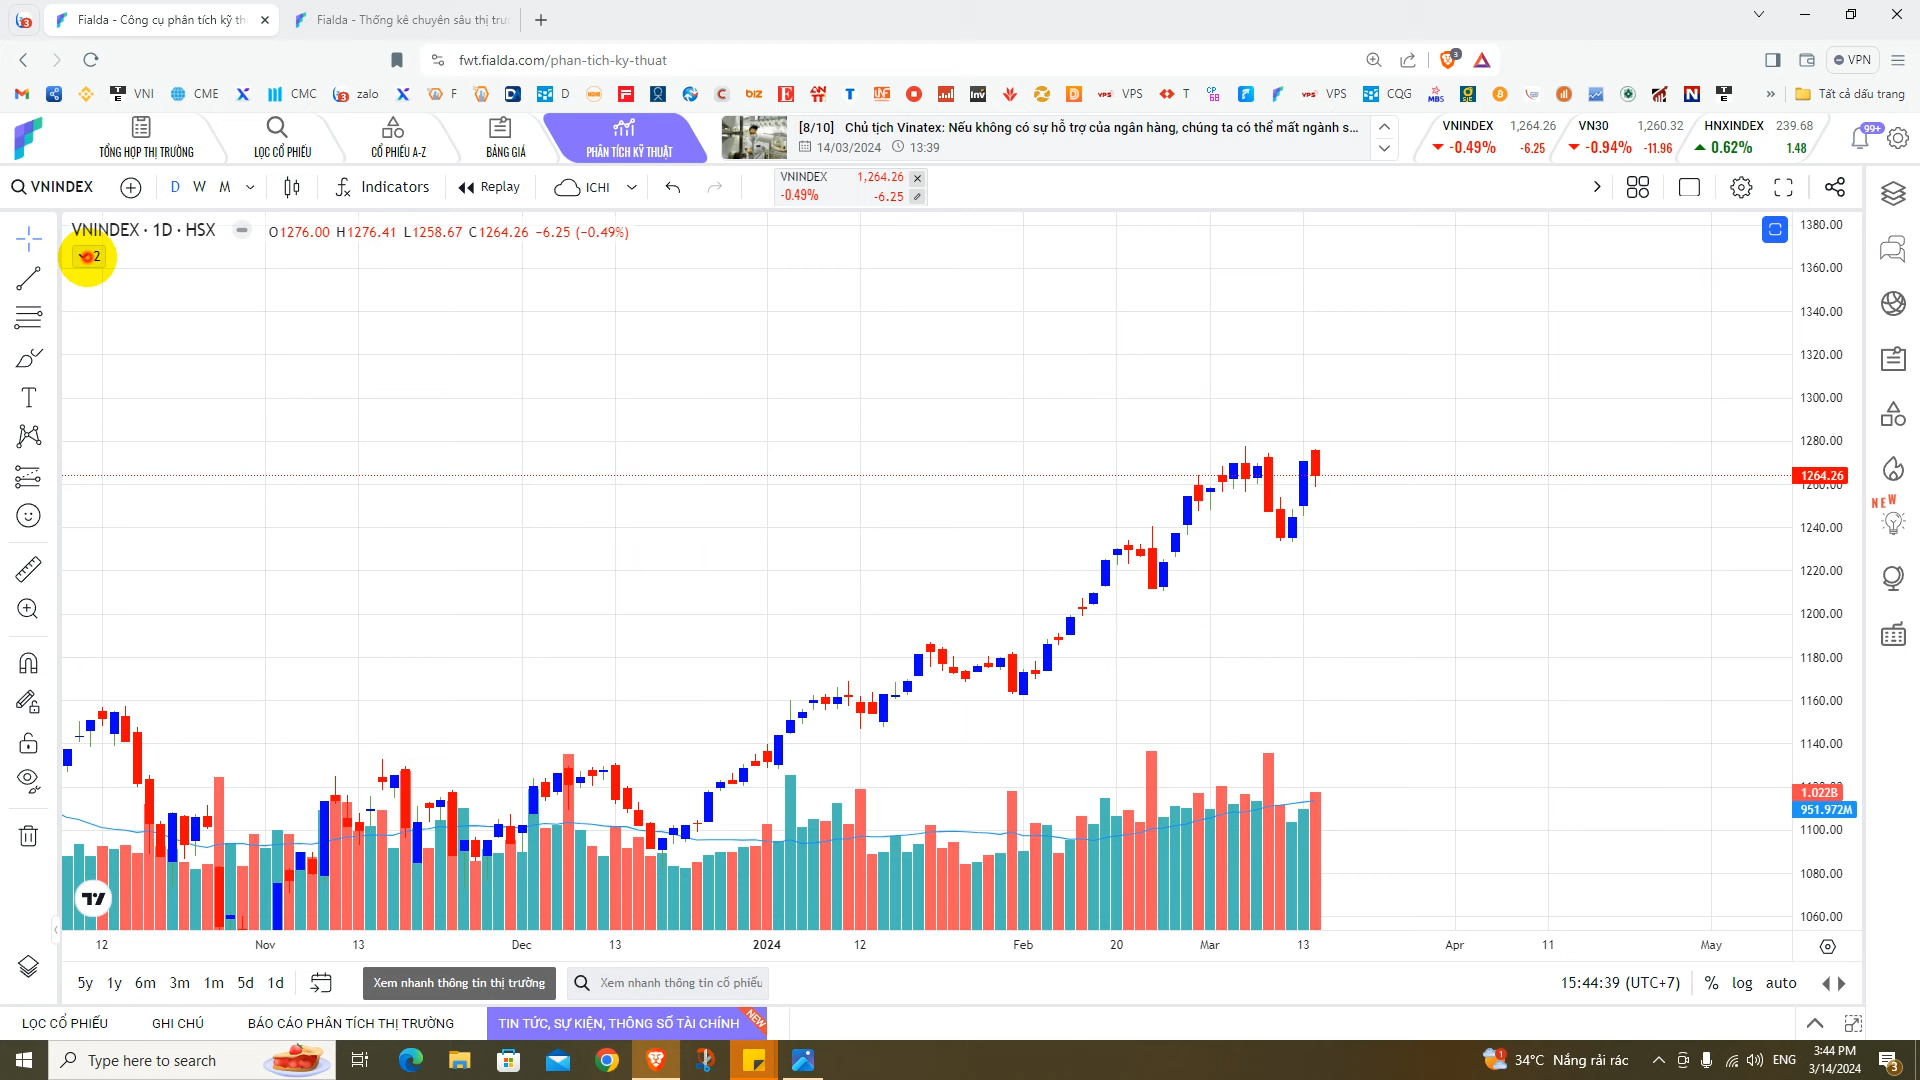 Fialda - Công cụ phân tích kỹ th
Fialda - Thống kê chuyên sâu thị trườ
fwt.fialda.com/phan-tich-ky-thuat
VPN
VNI CME CMC zalo F D VPS T VPS CQG Tất cả dấu trang
TỔNG HỢP THỊ TRƯỜNG
LỌC CỔ PHIẾU
CỔ PHIẾU A-Z
BẢNG GIÁ
PHÂN TÍCH KỸ THUẬT
[8/10] Chủ tịch Vinatex: Nếu không có sự hỗ trợ của ngân hàng, chúng ta có thể mất ngành s...
14/03/2024 13:39
VNINDEX 1,264.26
-0.49% -6.25
VN30 1,260.32
-0.94% -11.96
HNXINDEX 239.68
0.62% 1.48
99+
VNINDEX D W M Indicators Replay ICHI
VNINDEX 1,264.26
-0.49% -6.25
VNINDEX · 1D · HSX O1276.00 H1276.41 L1258.67 C1264.26 -6.25 (-0.49%)
2
1380.00
1360.00
1340.00
1320.00
1300.00
1280.00
1264.26
1260.00
1240.00
1220.00
1200.00
1180.00
1160.00
1140.00
1.022B
951.972M
1100.00
1080.00
1060.00
NEW
12 Nov 13 Dec 13 2024 12 Feb 20 Mar 13 Apr 11 May
5y 1y 6m 3m 1m 5d 1d
Xem nhanh thông tin thị trường
Xem nhanh thông tin cổ phiếu
15:44:39 (UTC+7) % log auto
LỌC CỔ PHIẾU GHI CHÚ BÁO CÁO PHÂN TÍCH THỊ TRƯỜNG TIN TỨC, SỰ KIỆN, THÔNG SỐ TÀI CHÍNH NEW
Type here to search
34°C Nắng rải rác
ENG
3:44 PM
3/14/2024
3